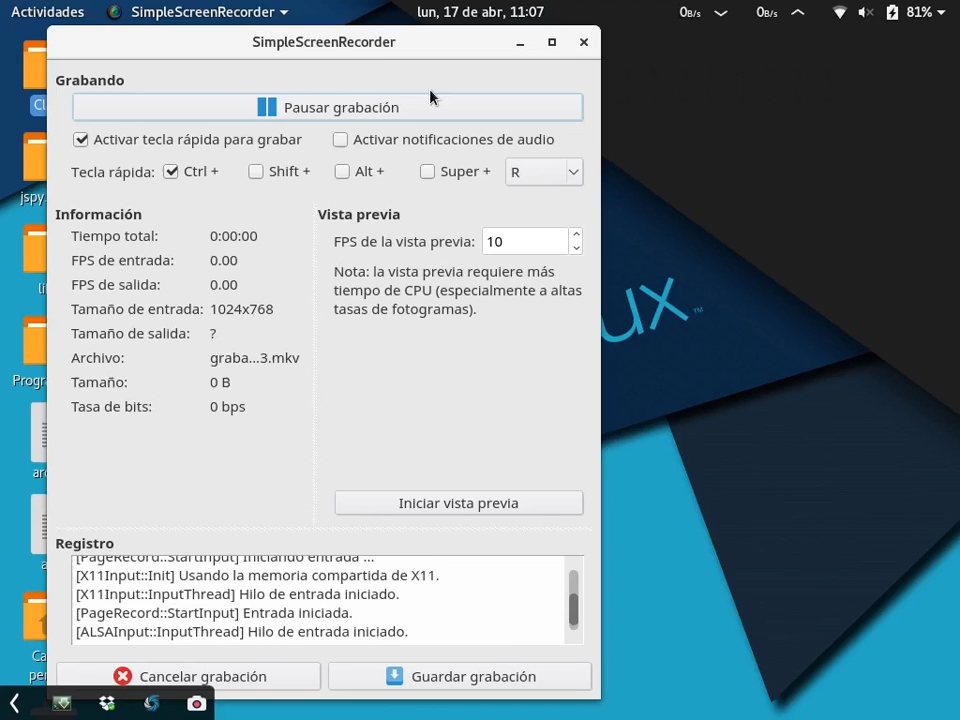 Actividades SimpleScreenRecorder lun, 17 de abr, 11:07 0B/s 0B/s 81%
SimpleScreenRecorder
Grabando
Pausar grabación
Activar tecla rápida para grabar Activar notificaciones de audio
Tecla rápida: Ctrl + Shift + Alt + Super + R
Información
Tiempo total: 0:00:00
FPS de entrada: 0.00
FPS de salida: 0.00
Tamaño de entrada: 1024x768
Tamaño de salida: ?
Archivo: graba...3.mkv
Tamaño: 0 B
Tasa de bits: 0 bps
Vista previa
FPS de la vista previa: 10
Nota: la vista previa requiere más
tiempo de CPU (especialmente a altas
tasas de fotogramas).
Iniciar vista previa
Registro
[PageRecord::StartInput] Iniciando entrada ...
[X11Input::Init] Usando la memoria compartida de X11.
[X11Input::InputThread] Hilo de entrada iniciado.
[PageRecord::StartInput] Entrada iniciada.
[ALSAInput::InputThread] Hilo de entrada iniciado.
Cancelar grabación Guardar grabación
jspy
Progr
ux™